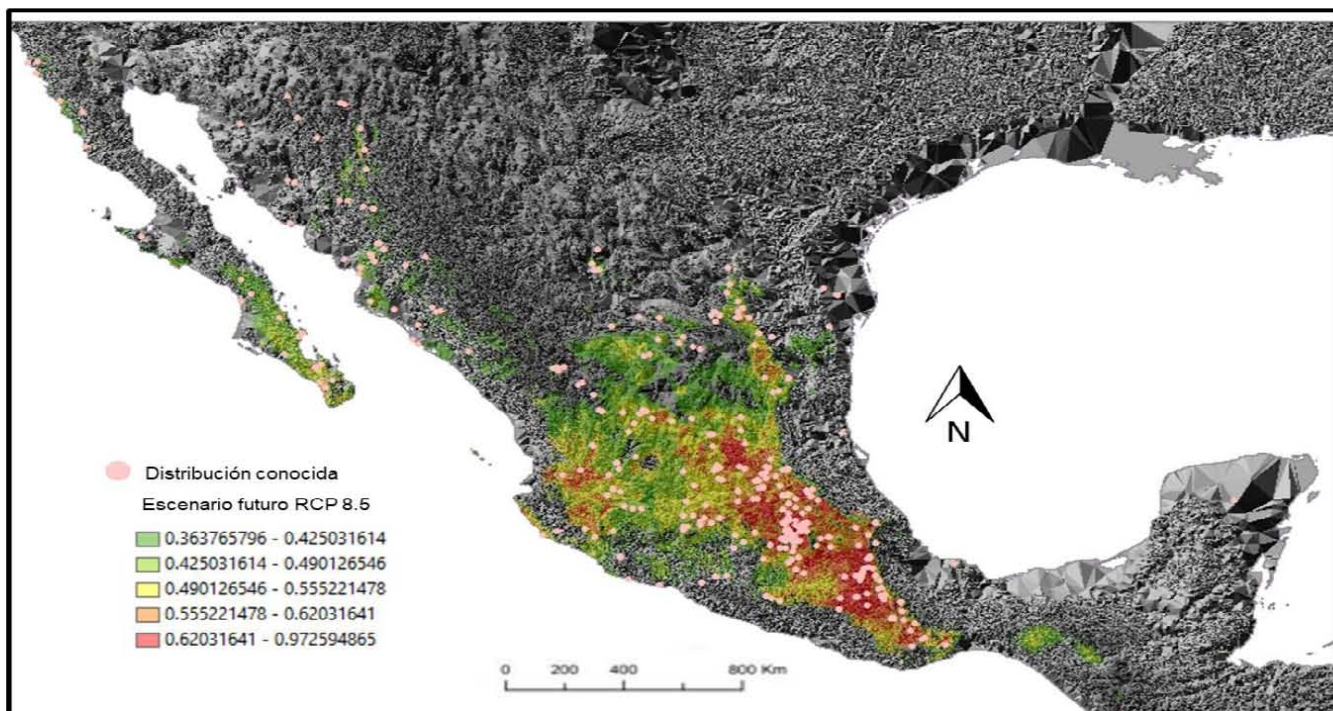 N
Distribución conocida
Escenario futuro RCP 8.5
0.363765796 - 0.425031614
0.425031614 - 0.490126546
0.490126546 - 0.555221478
0.555221478 - 0.62031641
0.62031641 - 0.972594865
0 200 400 800 Km